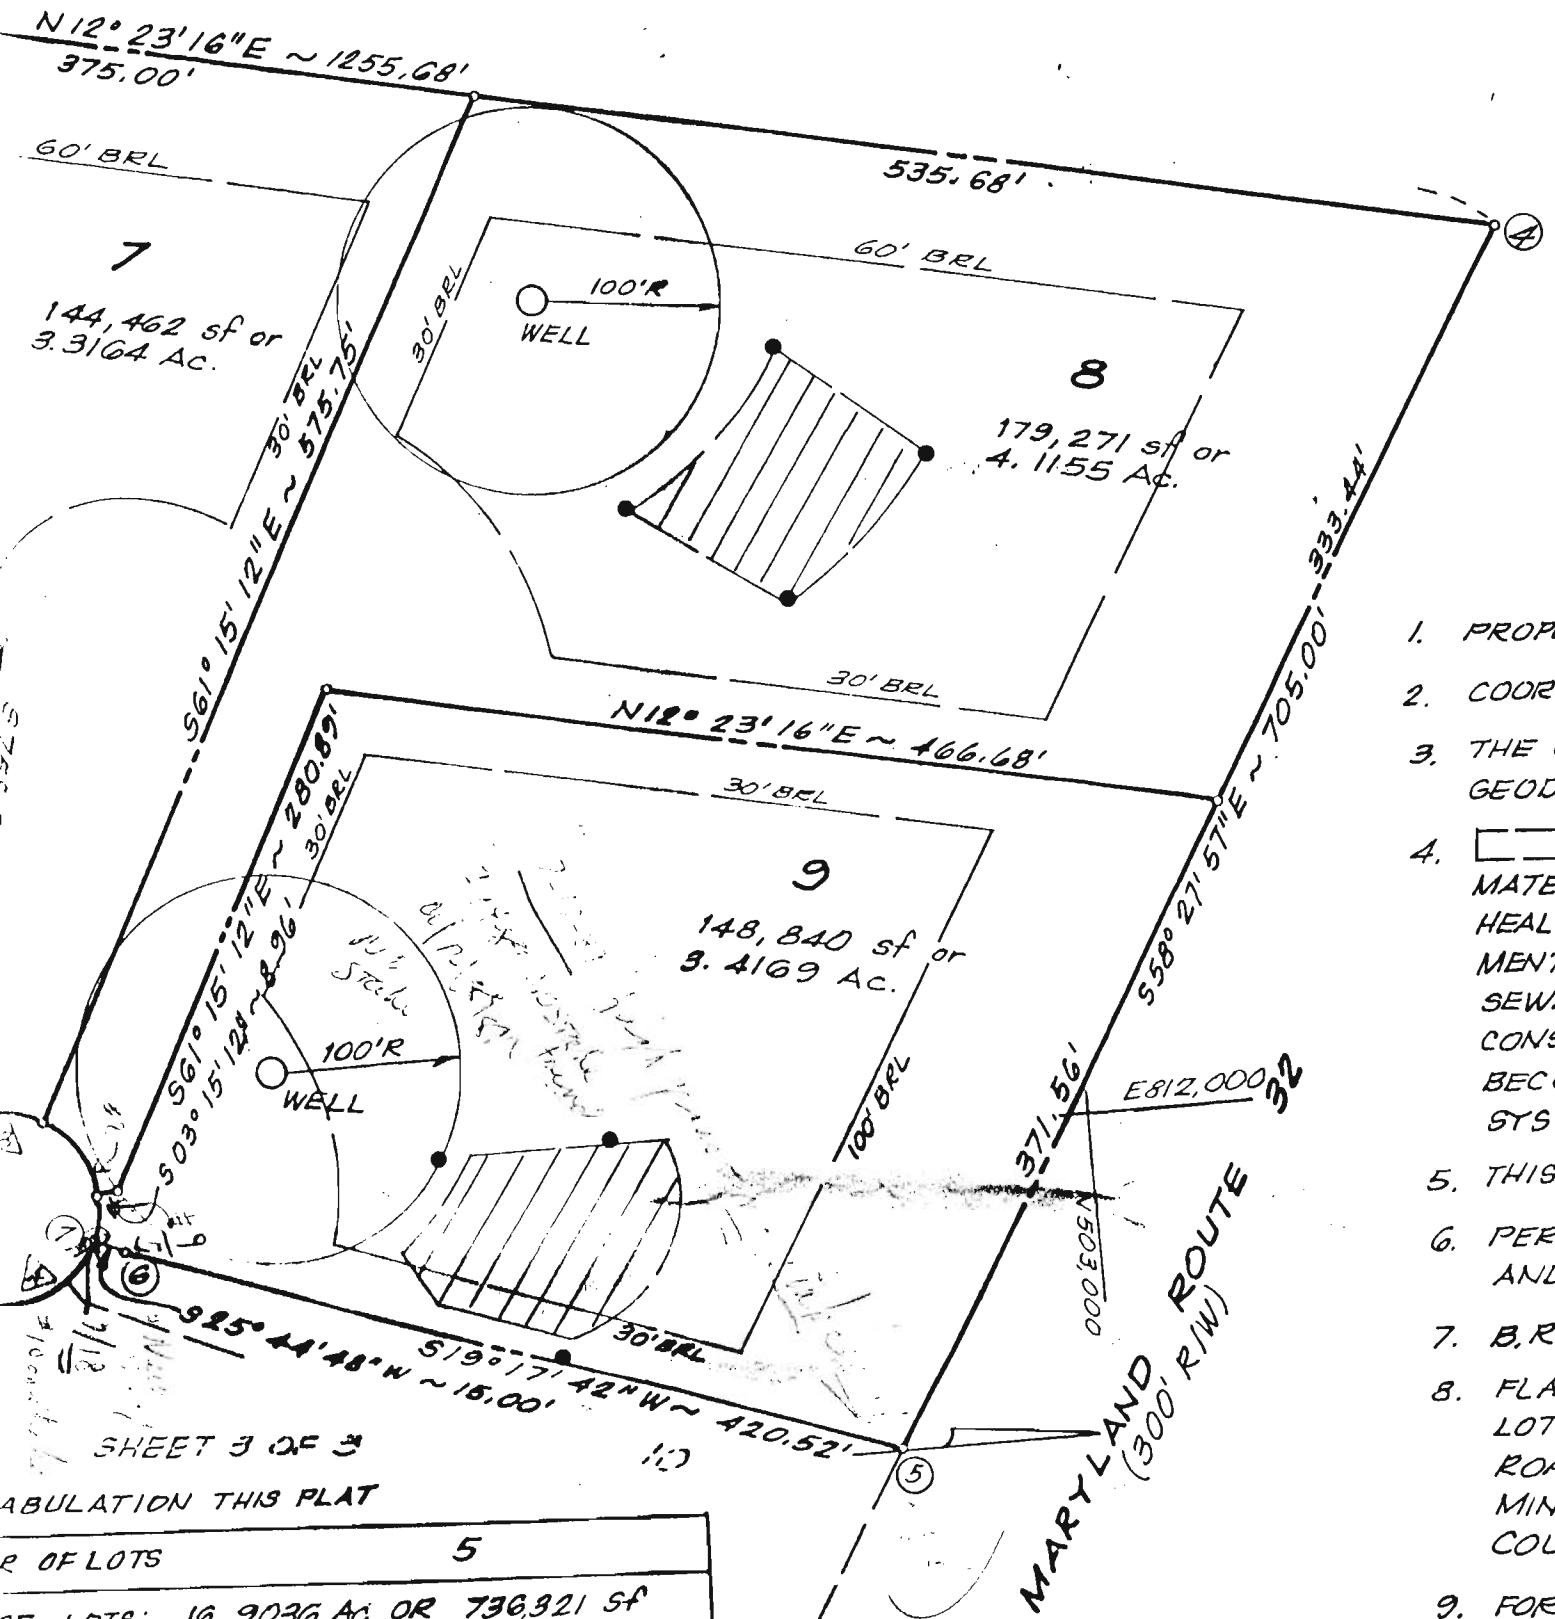 N12° 23'16"E ~ 1255.68'
375.00'
60' BRL
535.68'
4
60' BRL
7
144,462 sf or
3.3164 AC.
30' BRL
S61° 15' 12"E ~ 575.75'
30' BRL
100'R
WELL
8
179,271 sf or
4.1155 AC.
333.44'
30' BRL
N12° 23' 16"E ~ 466.68'
S58° 27' 57"E ~ 705.00'
S61° 15' 12"E ~ 280.89'
30' BRL
30' BRL
9
148,840 sf or
3.4169 AC.
S03° 15' 12" ~ 8.96'
100'R
WELL
100' BRL
371.56'
E812,000
N503,000
MARYLAND ROUTE 32
(300' R/W)
6
S25° 44' 48" W ~ 15.00'
S19° 17' 42" W ~ 420.52'
30' BRL
5
10
9/12
SHEET 3 OF 3
ABULATION THIS PLAT
R OF LOTS 5
LOTS: 16.9036 AC. OR 736,321 sf
1. PROP
2. COOR
3. THE
GEOD
4.
MATE
HEAL
MENT
SEW
CONS
BEC
SYS
5. THIS
6. PER
AND
7. B.R
8. FLA
LOT
ROA
MIN
COU
9. FOR